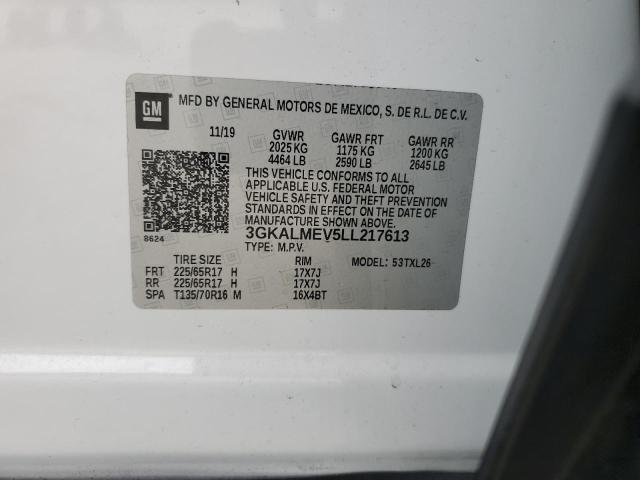 GM MFD BY GENERAL MOTORS DE MEXICO, S. DE R.L. DE C.V.
11/19 GVWR GAWR FRT GAWR RR
2025 KG 1175 KG 1200 KG
4464 LB 2590 LB 2645 LB
THIS VEHICLE CONFORMS TO ALL
APPLICABLE U.S. FEDERAL MOTOR
VEHICLE SAFETY AND THEFT PREVENTION
STANDARDS IN EFFECT ON THE DATE OF
MANUFACTURE SHOWN ABOVE.
8624 3GKALMEV5LL217613
TYPE: M.P.V.
TIRE SIZE RIM MODEL: 53TXL26
FRT 225/65R17 H 17X7J
RR 225/65R17 H 17X7J
SPA T135/70R16 M 16X4BT